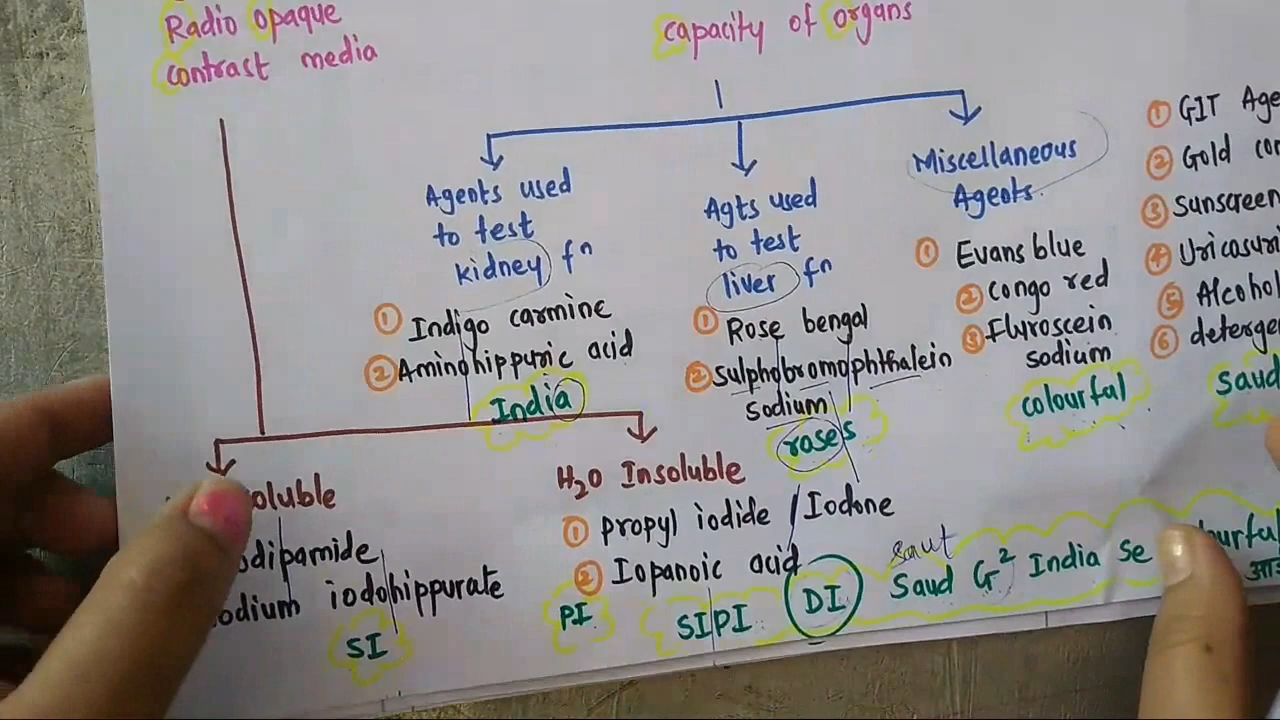 Radio opaque
contrast media
capacity of organs
Agents used
to test
kidney fn
① Indigo carmine
② Aminohippuric acid
India
Agts used
to test
liver fn
① Rose bengal
② sulphobromophthalein
sodium
roses
Miscellaneous
Agents.
① Evans blue
② congo red
③ Fluroscein
sodium
colourful
① GIT Age
② Gold co
③ Sunscreen
④ Uricasuri
⑤ Alcohol
⑥ deterge
Saud
oluble
odipamide
odium iodohippurate
SI
H2O Insoluble
① propyl iodide / Iodone
② Iopanoic acid
PI
SIPI
DI
Saut
Saud G² India Se ourful